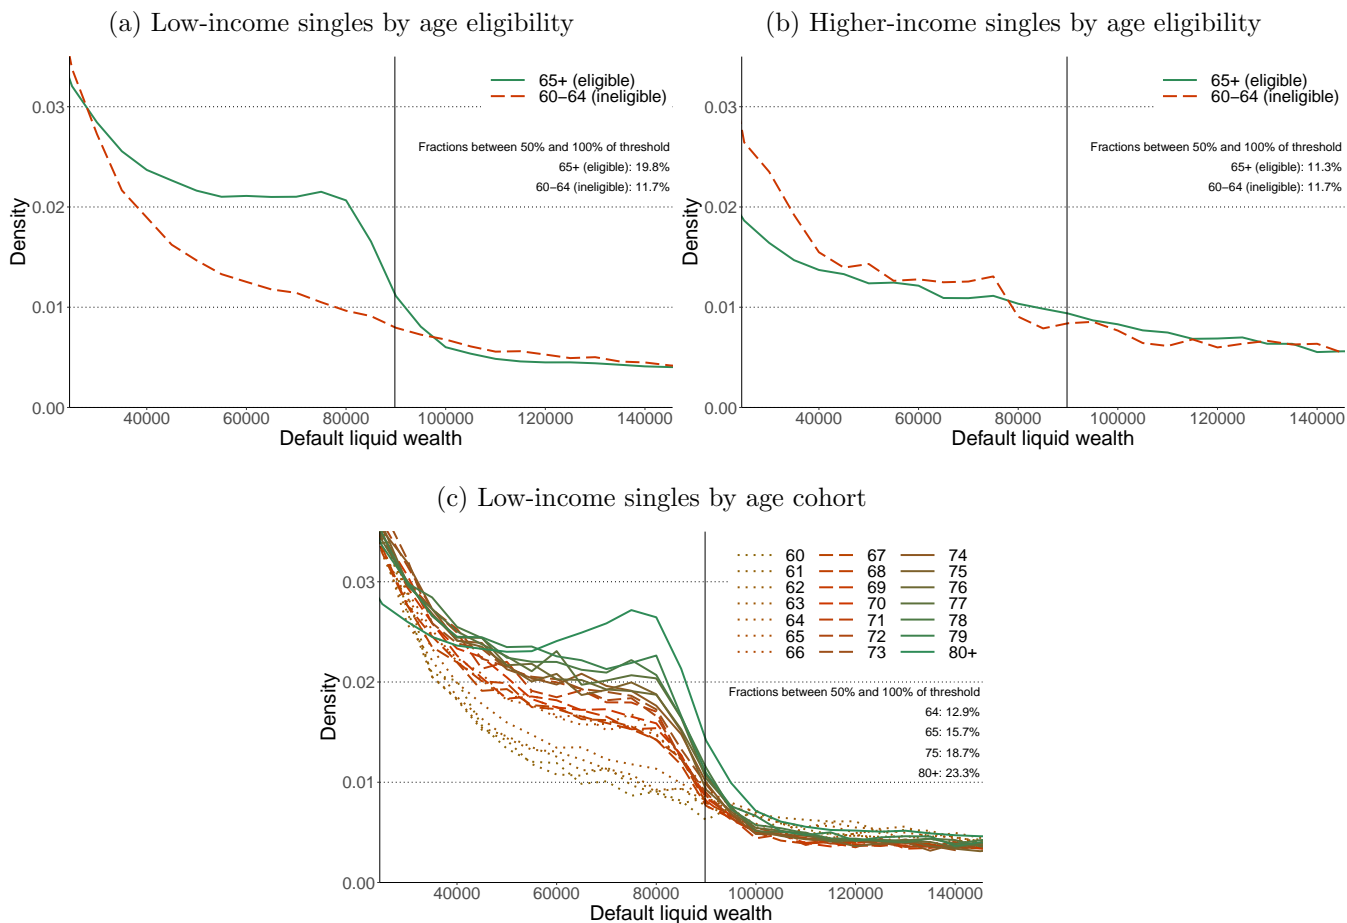 (a) Low-income singles by age eligibility
65+ (eligible)
60−64 (ineligible)
Fractions between 50% and 100% of threshold
65+ (eligible): 19.8%
60−64 (ineligible): 11.7%
Density
0.03
0.02
0.01
0.00
40000 60000 80000 100000 120000 140000
Default liquid wealth
(b) Higher-income singles by age eligibility
65+ (eligible)
60−64 (ineligible)
Fractions between 50% and 100% of threshold
65+ (eligible): 11.3%
60−64 (ineligible): 11.7%
Density
0.03
0.02
0.01
0.00
40000 60000 80000 100000 120000 140000
Default liquid wealth
(c) Low-income singles by age cohort
60 67 74
61 68 75
62 69 76
63 70 77
64 71 78
65 72 79
66 73 80+
Fractions between 50% and 100% of threshold
64: 12.9%
65: 15.7%
75: 18.7%
80+: 23.3%
Density
0.03
0.02
0.01
0.00
40000 60000 80000 100000 120000 140000
Default liquid wealth